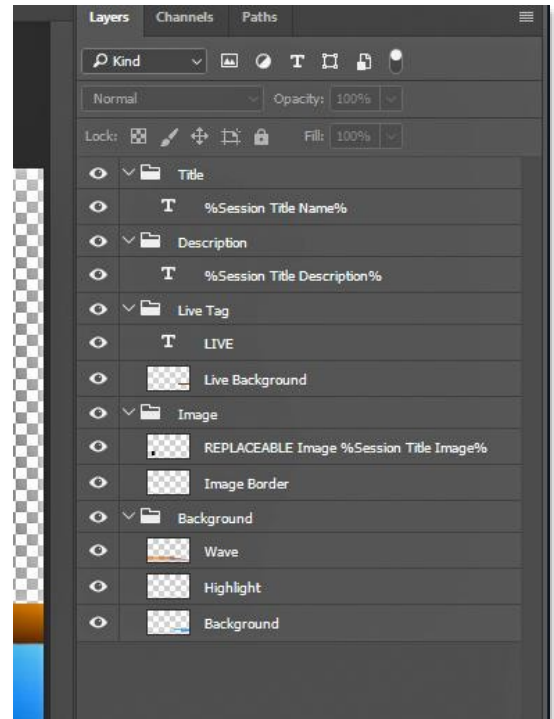 Layers Channels Paths
Kind T
Normal Opacity: 100%
Lock: Fill: 100%
Title
T %Session Title Name%
Description
T %Session Title Description%
Live Tag
T LIVE
Live Background
Image
REPLACEABLE Image %Session Title Image%
Image Border
Background
Wave
Highlight
Background